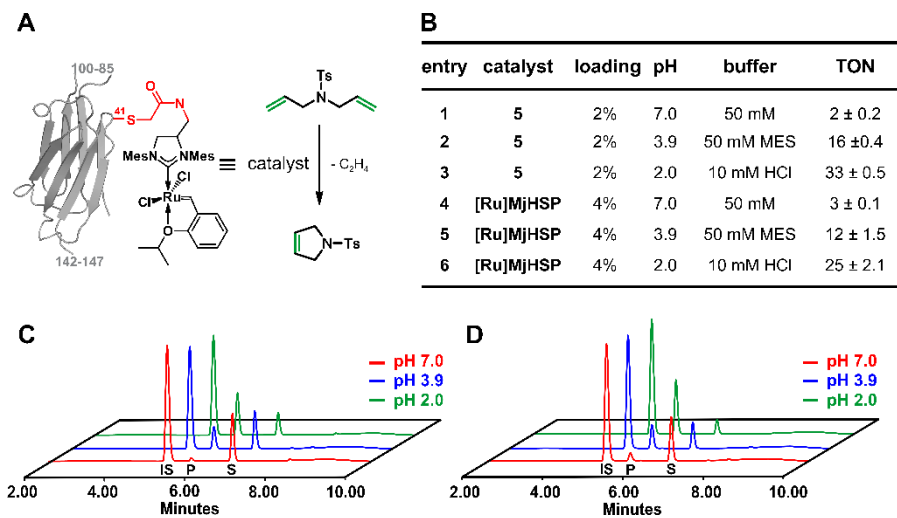 A
100-85
41
S
O
N
H
MesN
NMes
Cl
Ru
Cl
O
142-147
≡ catalyst
Ts
N
- C2H4
N-Ts
B
entry catalyst loading pH buffer TON
1 5 2% 7.0 50 mM 2 ± 0.2
2 5 2% 3.9 50 mM MES 16 ±0.4
3 5 2% 2.0 10 mM HCl 33 ± 0.5
4 [Ru]MjHSP 4% 7.0 50 mM 3 ± 0.1
5 [Ru]MjHSP 4% 3.9 50 mM MES 12 ± 1.5
6 [Ru]MjHSP 4% 2.0 10 mM HCl 25 ± 2.1
C
pH 7.0
pH 3.9
pH 2.0
IS P S
2.00 4.00 6.00 8.00 10.00
Minutes
D
pH 7.0
pH 3.9
pH 2.0
IS P S
2.00 4.00 6.00 8.00 10.00
Minutes